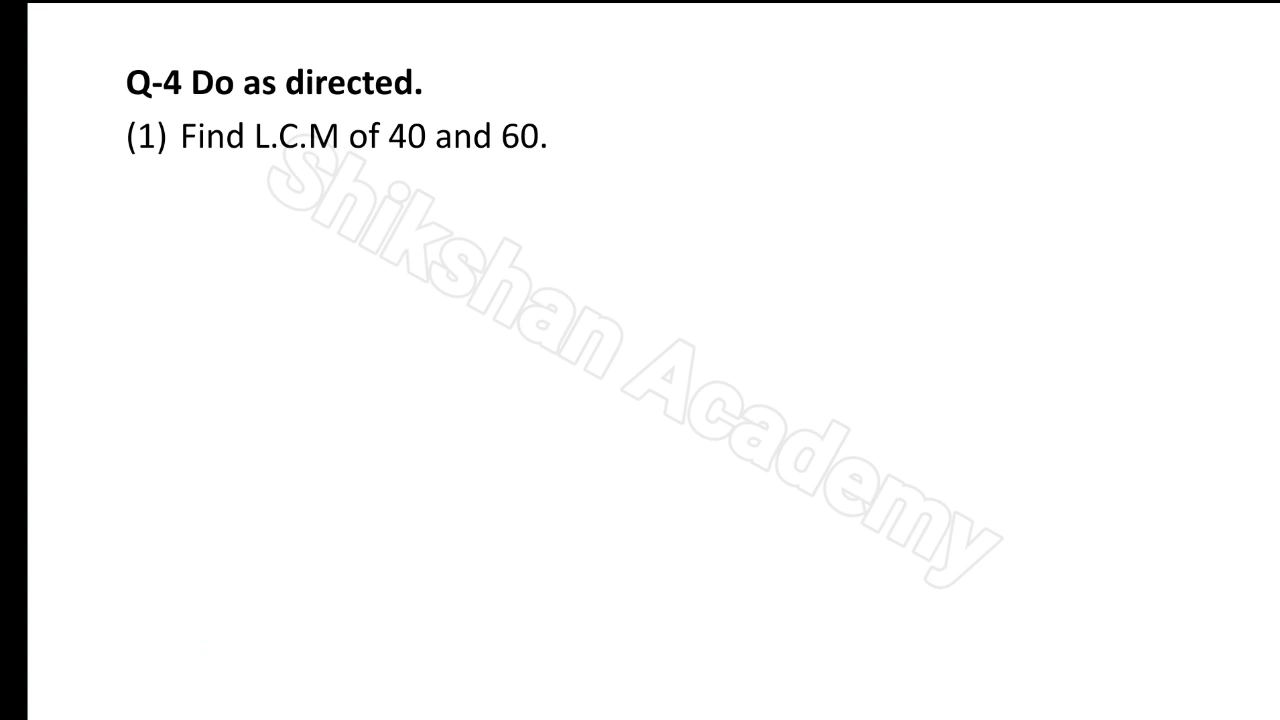 Q-4 Do as directed.
(1) Find L.C.M of 40 and 60.
Shikshan Academy